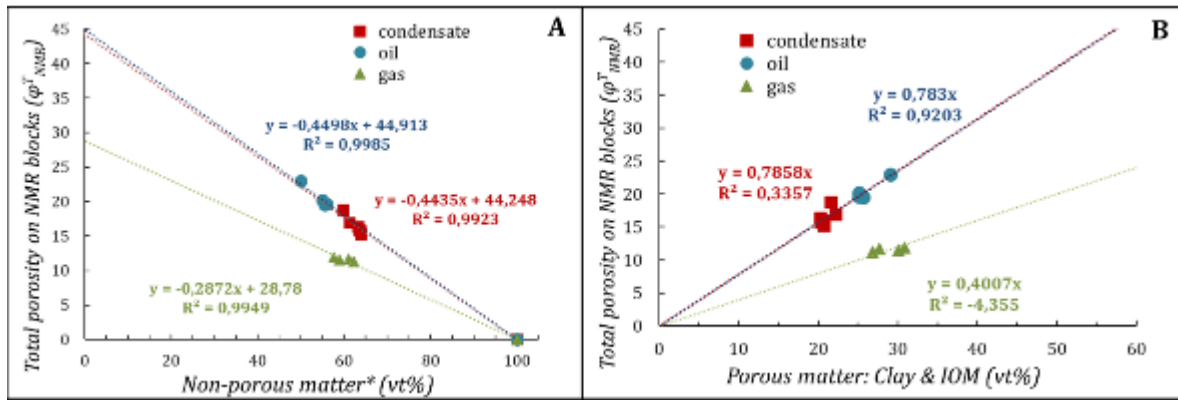 A
Total porosity on NMR blocks (φᵀNMR)
45
40
35
30
25
20
15
10
5
0
condensate
oil
gas
y = -0,4498x + 44,913
R² = 0,9985
y = -0,4435x + 44,248
R² = 0,9923
y = -0,2872x + 28,78
R² = 0,9949
0 20 40 60 80 100
Non-porous matter* (vt%)
B
Total porosity on NMR blocks (φᵀNMR)
45
40
35
30
25
20
15
10
5
0
condensate
oil
gas
y = 0,783x
R² = 0,9203
y = 0,7858x
R² = 0,3357
y = 0,4007x
R² = -4,355
0 10 20 30 40 50 60
Porous matter: Clay & IOM (vt%)